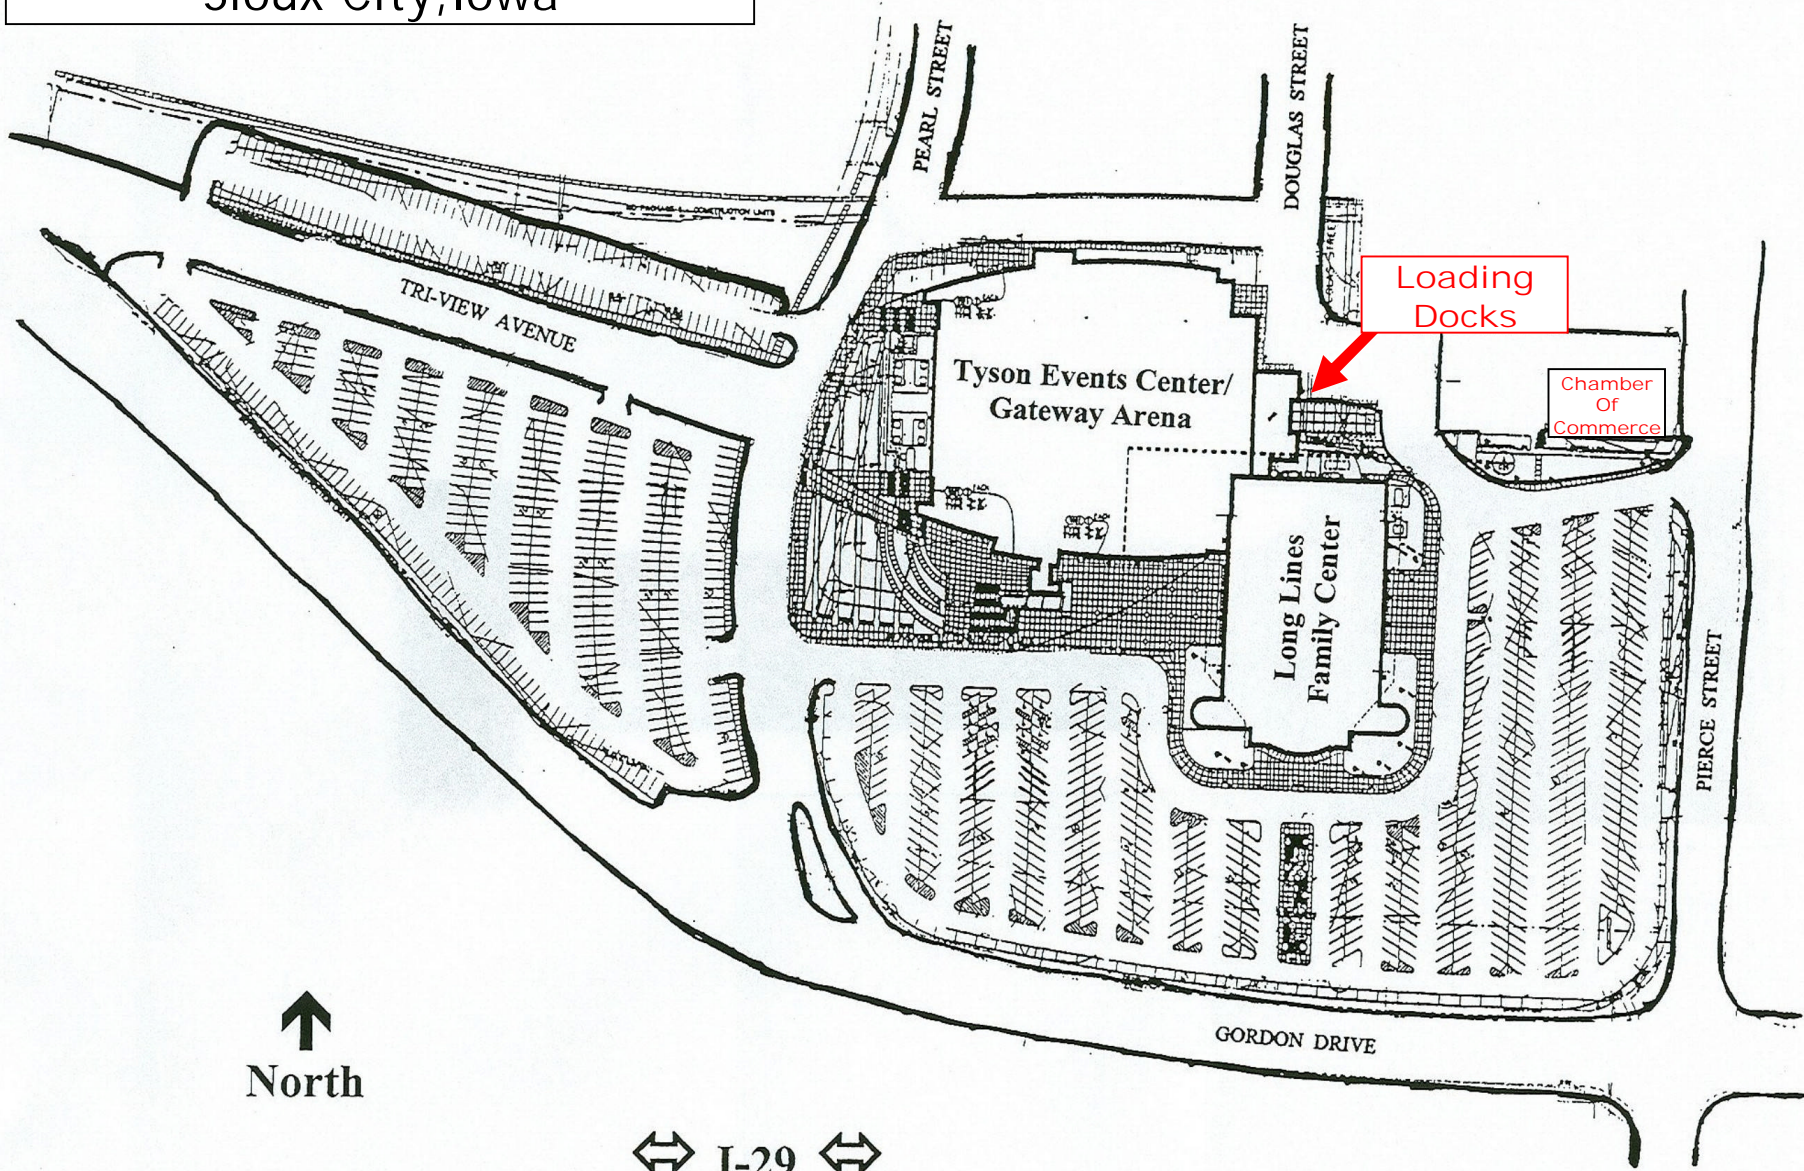 Sioux City, Iowa
PEARL STREET
DOUGLAS STREET
Loading
Docks
TRI-VIEW AVENUE
Tyson Events Center/
Gateway Arena
Chamber
Of
Commerce
Long Lines
Family Center
PIERCE STREET
GORDON DRIVE
North
I-29